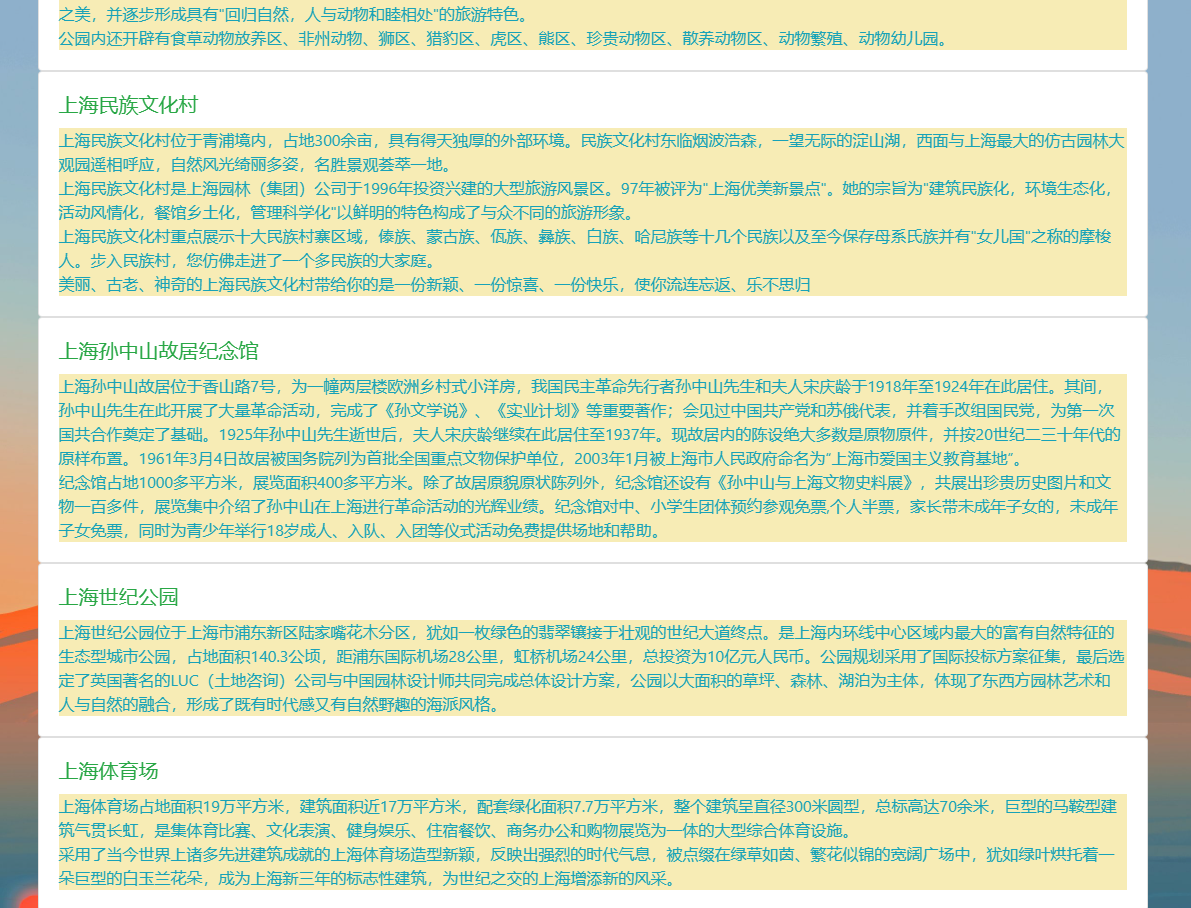 之美，并逐步形成具有"回归自然，人与动物和睦相处"的旅游特色。
公园内还开辟有食草动物放养区、非州动物、狮区、猎豹区、虎区、熊区、珍贵动物区、散养动物区、动物繁殖、动物幼儿园。
上海民族文化村
上海民族文化村位于青浦境内，占地300余亩，具有得天独厚的外部环境。民族文化村东临烟波浩森，一望无际的淀山湖，西面与上海最大的仿古园林大
观园遥相呼应，自然风光绮丽多姿，名胜景观荟萃一地。
上海民族文化村是上海园林（集团）公司于1996年投资兴建的大型旅游风景区。97年被评为"上海优美新景点"。她的宗旨为"建筑民族化，环境生态化，
活动风情化，餐馆乡土化，管理科学化"以鲜明的特色构成了与众不同的旅游形象。
上海民族文化村重点展示十大民族村寨区域，傣族、蒙古族、佤族、彝族、白族、哈尼族等十几个民族以及至今保存母系氏族并有"女儿国"之称的摩梭
人。步入民族村，您仿佛走进了一个多民族的大家庭。
美丽、古老、神奇的上海民族文化村带给你的是一份新颖、一份惊喜、一份快乐，使你流连忘返、乐不思归
上海孙中山故居纪念馆
上海孙中山故居位于香山路7号，为一幢两层楼欧洲乡村式小洋房，我国民主革命先行者孙中山先生和夫人宋庆龄于1918年至1924年在此居住。其间，
孙中山先生在此开展了大量革命活动，完成了《孙文学说》、《实业计划》等重要著作；会见过中国共产党和苏俄代表，并着手改组国民党，为第一次
国共合作奠定了基础。1925年孙中山先生逝世后，夫人宋庆龄继续在此居住至1937年。现故居内的陈设绝大多数是原物原件，并按20世纪二三十年代的
原样布置。1961年3月4日故居被国务院列为首批全国重点文物保护单位，2003年1月被上海市人民政府命名为“上海市爱国主义教育基地”。
纪念馆占地1000多平方米，展览面积400多平方米。除了故居原貌原状陈列外，纪念馆还设有《孙中山与上海文物史料展》，共展出珍贵历史图片和文
物一百多件，展览集中介绍了孙中山在上海进行革命活动的光辉业绩。纪念馆对中、小学生团体预约参观免票,个人半票，家长带未成年子女的，未成年
子女免票，同时为青少年举行18岁成人、入队、入团等仪式活动免费提供场地和帮助。
上海世纪公园
上海世纪公园位于上海市浦东新区陆家嘴花木分区，犹如一枚绿色的翡翠镶接于壮观的世纪大道终点。是上海内环线中心区域内最大的富有自然特征的
生态型城市公园，占地面积140.3公顷，距浦东国际机场28公里，虹桥机场24公里，总投资为10亿元人民币。公园规划采用了国际投标方案征集，最后选
定了英国著名的LUC（土地咨询）公司与中国园林设计师共同完成总体设计方案，公园以大面积的草坪、森林、湖泊为主体，体现了东西方园林艺术和
人与自然的融合，形成了既有时代感又有自然野趣的海派风格。
上海体育场
上海体育场占地面积19万平方米，建筑面积近17万平方米，配套绿化面积7.7万平方米，整个建筑呈直径300米圆型，总标高达70余米，巨型的马鞍型建
筑气贯长虹，是集体育比赛、文化表演、健身娱乐、住宿餐饮、商务办公和购物展览为一体的大型综合体育设施。
采用了当今世界上诸多先进建筑成就的上海体育场造型新颖，反映出强烈的时代气息，被点缀在绿草如茵、繁花似锦的宽阔广场中，犹如绿叶烘托着一
朵巨型的白玉兰花朵，成为上海新三年的标志性建筑，为世纪之交的上海增添新的风采。